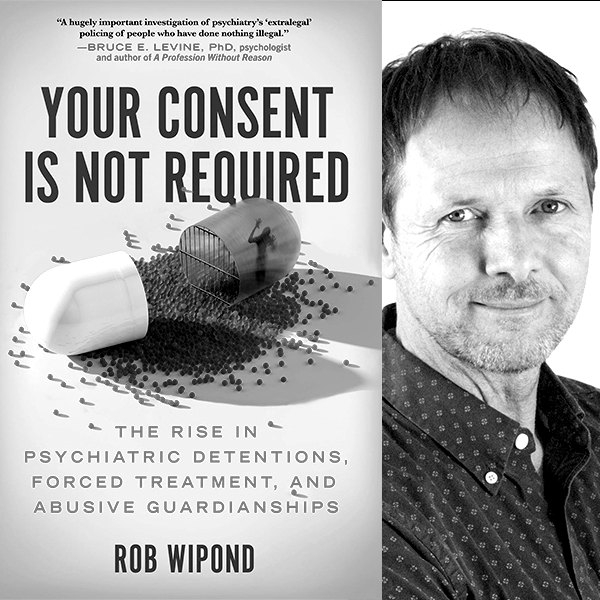 “A hugely important investigation of psychiatry’s ‘extralegal’
policing of people who have done nothing illegal.”
—BRUCE E. LEVINE, PhD, psychologist
and author of A Profession Without Reason
YOUR CONSENT
IS NOT REQUIRED
THE RISE IN
PSYCHIATRIC DETENTIONS,
FORCED TREATMENT, AND
ABUSIVE GUARDIANSHIPS
ROB WIPOND